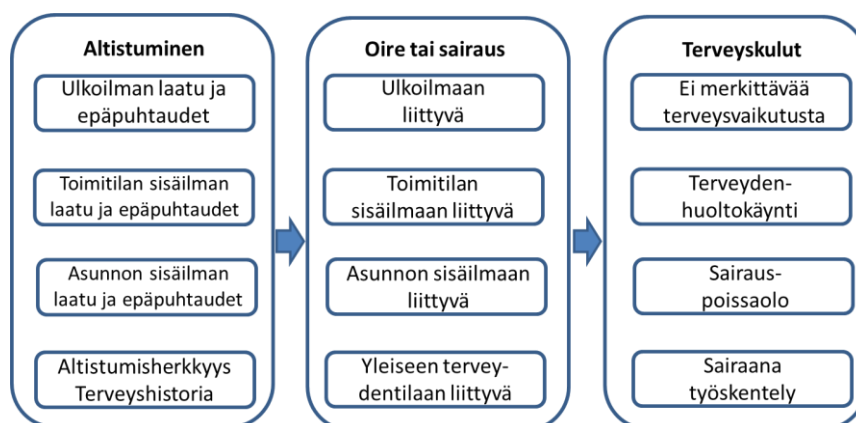 Altistuminen
Ulkoilman laatu ja
epäpuhtaudet
Toimitilan sisäilman
laatu ja epäpuhtaudet
Asunnon sisäilman
laatu ja epäpuhtaudet
Altistumisherkkyys
Terveyshistoria
Oire tai sairaus
Ulkoilmaan
liittyvä
Toimitilan
sisäilmaan liittyvä
Asunnon sisäilmaan
liittyvä
Yleiseen tervey-
dentilaan liittyvä
Terveyskulut
Ei merkittävää
terveysvaikutusta
Terveyden-
huoltokäynti
Sairaus-
poissaolo
Sairaana
työskentely